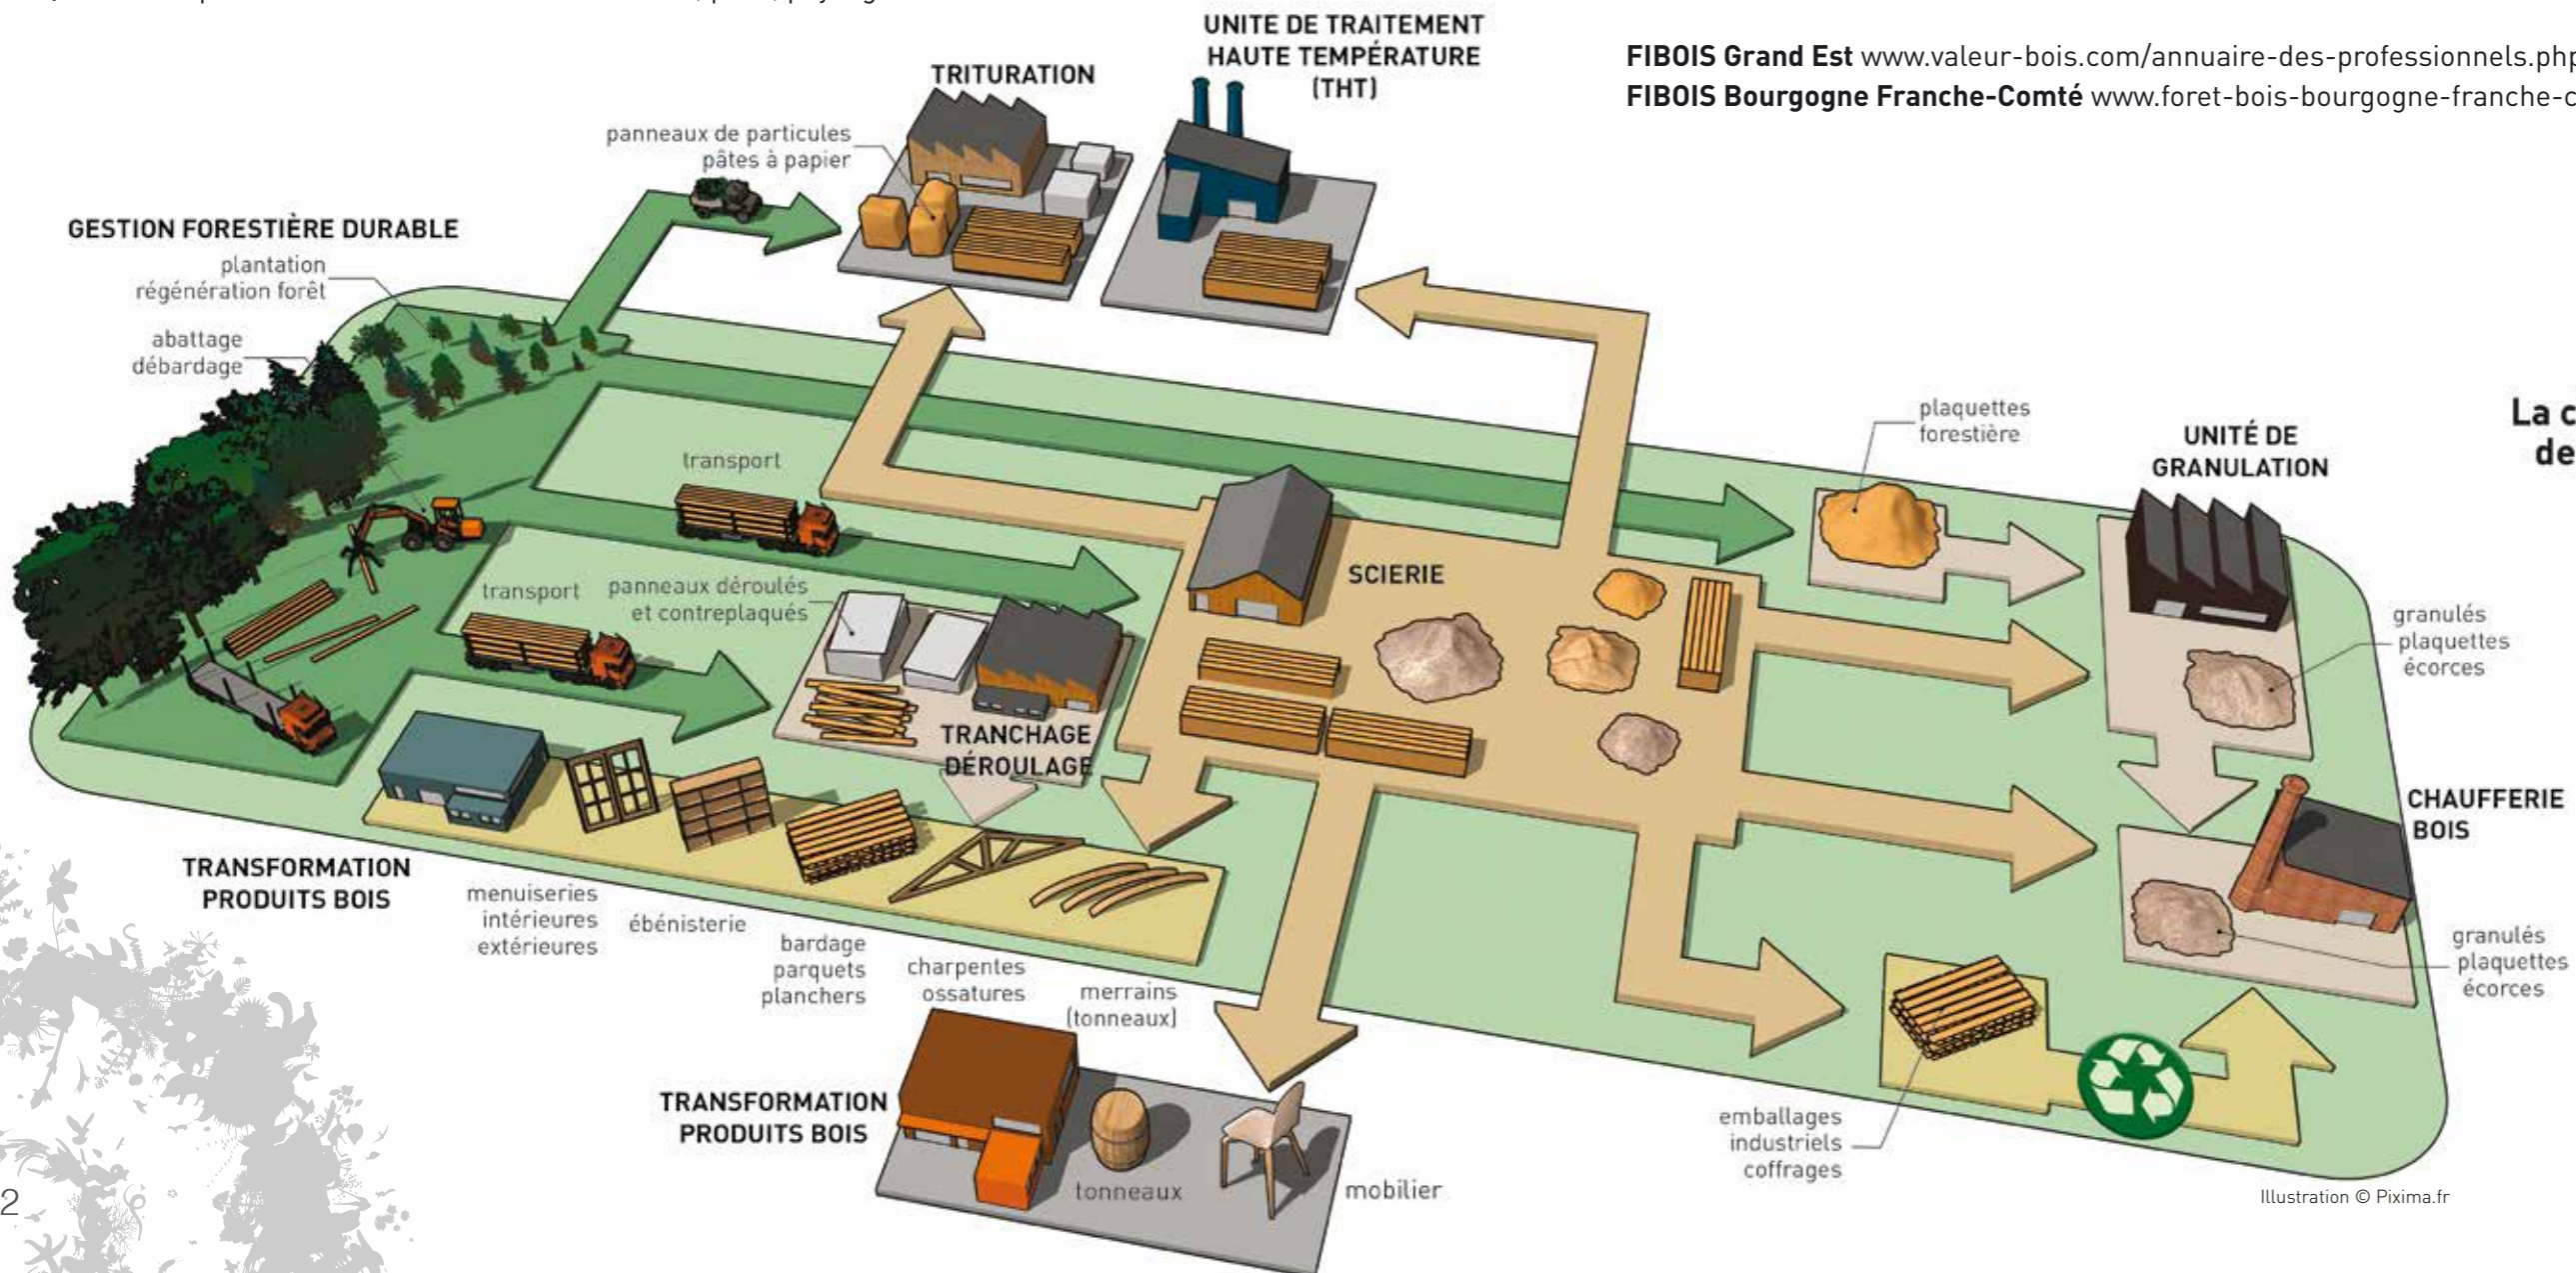 UNITE DE TRAITEMENT
HAUTE TEMPÉRATURE
(THT)
FIBOIS Grand Est www.valeur-bois.com/annuaire-des-professionnels.php
FIBOIS Bourgogne Franche-Comté www.foret-bois-bourgogne-franche-c
TRITURATION
panneaux de particules
pâtes à papier
GESTION FORESTIÈRE DURABLE
plantation
régénération forêt
abattage
débardage
plaquettes
forestière
La c
de
UNITÉ DE
GRANULATION
transport
SCIERIE
transport
panneaux déroulés
et contreplaqués
granulés
plaquettes
écorces
TRANCHAGE
DÉROULAGE
CHAUFFERIE
BOIS
TRANSFORMATION
PRODUITS BOIS
menuiseries
intérieures
extérieures
ébénisterie
bardage
parquets
planchers
charpentes
ossatures
merrains
(tonneaux)
granulés
plaquettes
écorces
TRANSFORMATION
PRODUITS BOIS
tonneaux
mobilier
emballages
industriels
coffrages
2
Illustration © Pixima.fr